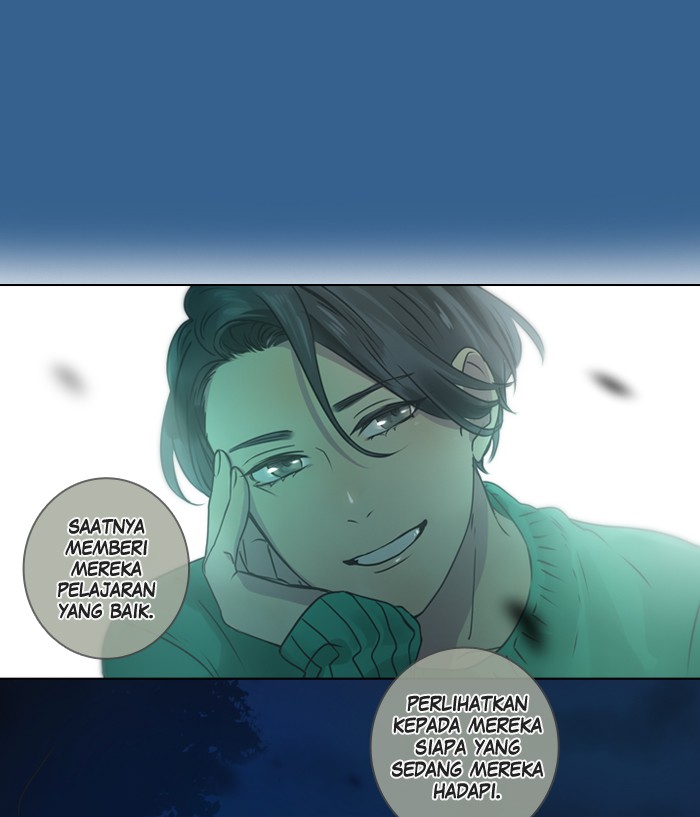 SAATNYA
MEMBERI
MEREKA
PELAJARAN
YANG BAIK.
PERLIHATKAN
KEPADA MEREKA
SIAPA YANG
SEDANG MEREKA
HADAPI.